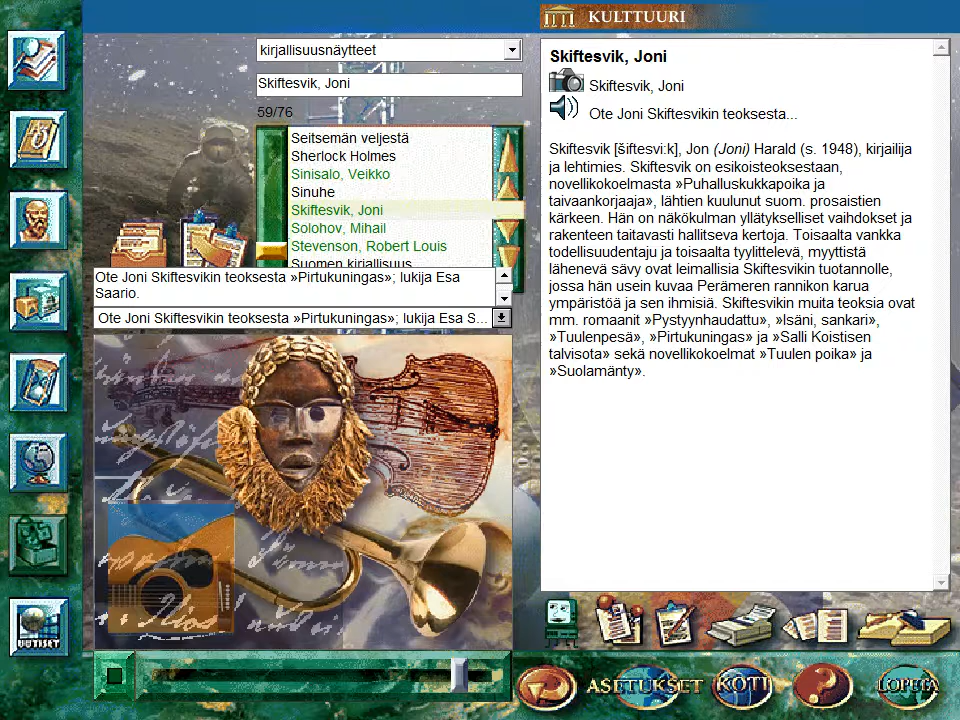 KULTTUURI
kirjallisuusnäytteet
Skiftesvik, Joni
59/76
Seitsemän veljestä
Sherlock Holmes
Sinisalo, Veikko
Sinuhe
Skiftesvik, Joni
Solohov, Mihail
Stevenson, Robert Louis
Suomen kirjallisuus
Ote Joni Skiftesvikin teoksesta »Pirtukuningas»; lukija Esa
Saario.
Ote Joni Skiftesvikin teoksesta »Pirtukuningas»; lukija Esa S...
Skiftesvik, Joni
Skiftesvik, Joni
Ote Joni Skiftesvikin teoksesta...
Skiftesvik [šiftesvi:k], Jon (Joni) Harald (s. 1948), kirjailija
ja lehtimies. Skiftesvik on esikoisteoksestaan,
novellikokoelmasta »Puhalluskukkapoika ja
taivaankorjaaja», lähtien kuulunut suom. prosaistien
kärkeen. Hän on näkökulman yllätykselliset vaihdokset ja
rakenteen taitavasti hallitseva kertoja. Toisaalta vankka
todellisuudentaju ja toisaalta tyylittelevä, myyttistä
lähenevä sävy ovat leimallisia Skiftesvikin tuotannolle,
jossa hän usein kuvaa Perämeren rannikon karua
ympäristöä ja sen ihmisiä. Skiftesvikin muita teoksia ovat
mm. romaanit »Pystyynhaudattu», »Isäni, sankari»,
»Tuulenpesä», »Pirtukuningas» ja »Salli Koistisen
talvisota» sekä novellikokoelmat »Tuulen poika» ja
»Suolamänty».
UUTISET
ASETUKSET
KOTI
LOPETA